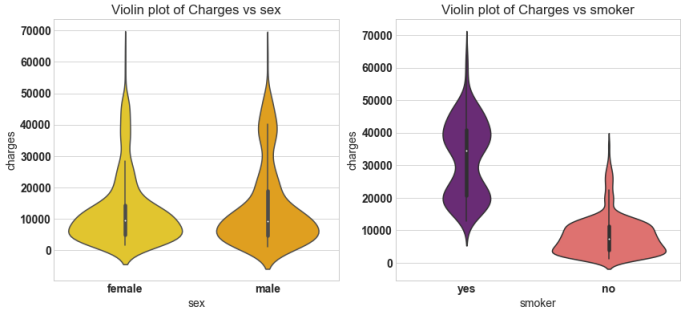 Violin plot of Charges vs sex
70000
60000
50000
40000
30000
20000
10000
0
charges
female male
sex
Violin plot of Charges vs smoker
70000
60000
50000
40000
30000
20000
10000
0
charges
yes no
smoker